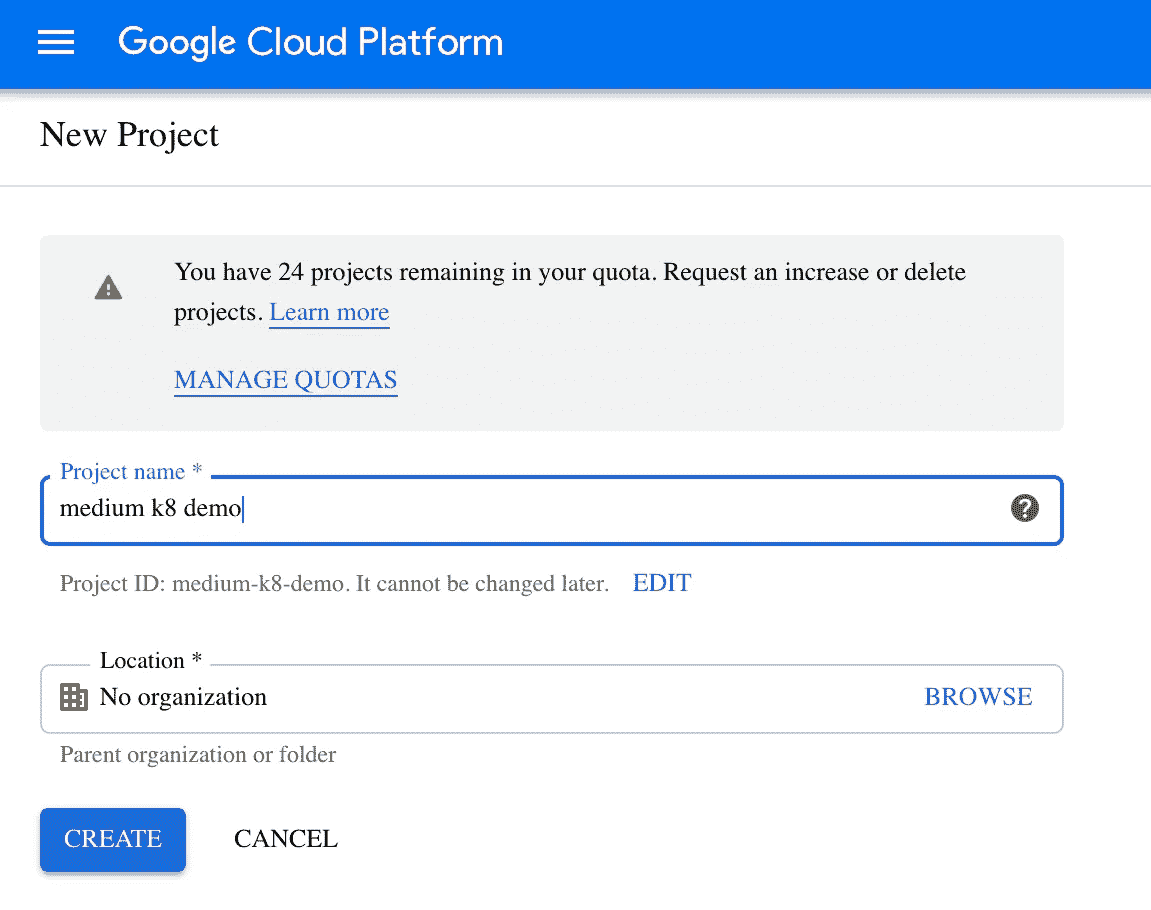 Google Cloud Platform
New Project
You have 24 projects remaining in your quota. Request an increase or delete
projects. Learn more
MANAGE QUOTAS
Project name *
medium k8 demo
Project ID: medium-k8-demo. It cannot be changed later. EDIT
Location *
No organization BROWSE
Parent organization or folder
CREATE CANCEL